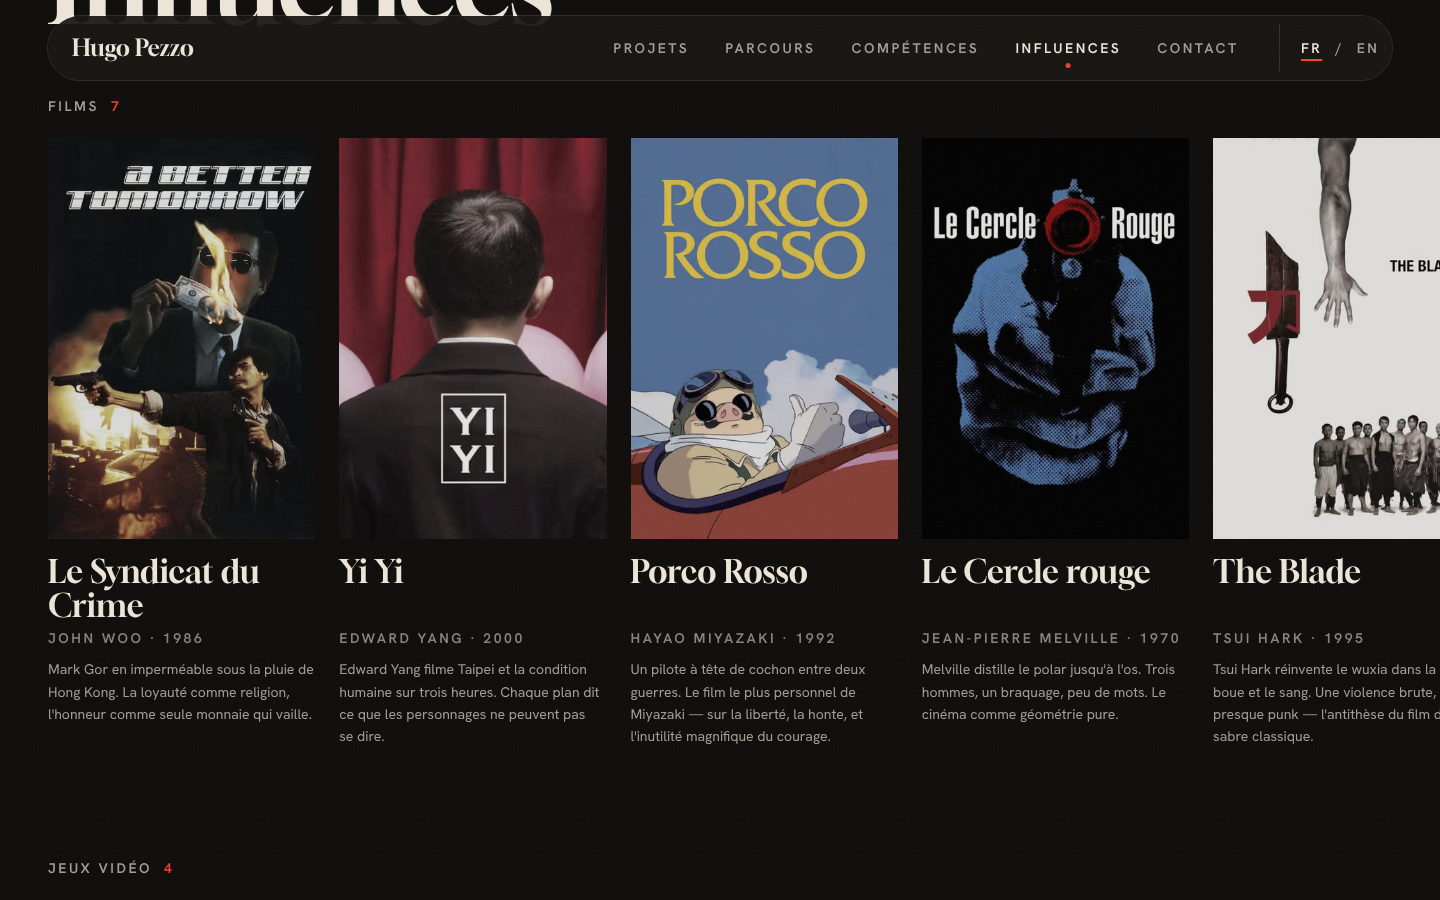 Influences
Hugo Pezzo
PROJETS
PARCOURS
COMPÉTENCES
INFLUENCES
CONTACT
FR / EN
FILMS 7
A BETTER
TOMORROW
YI
YI
PORCO
ROSSO
Le Cercle Rouge
THE BLA
Le Syndicat du
Crime
JOHN WOO · 1986
Mark Gor en imperméable sous la pluie de
Hong Kong. La loyauté comme religion,
l'honneur comme seule monnaie qui vaille.
Yi Yi
EDWARD YANG · 2000
Edward Yang filme Taipei et la condition
humaine sur trois heures. Chaque plan dit
ce que les personnages ne peuvent pas
se dire.
Porco Rosso
HAYAO MIYAZAKI · 1992
Un pilote à tête de cochon entre deux
guerres. Le film le plus personnel de
Miyazaki — sur la liberté, la honte, et
l'inutilité magnifique du courage.
Le Cercle rouge
JEAN-PIERRE MELVILLE · 1970
Melville distille le polar jusqu'à l'os. Trois
hommes, un braquage, peu de mots. Le
cinéma comme géométrie pure.
The Blade
TSUI HARK · 1995
Tsui Hark réinvente le wuxia dans la
boue et le sang. Une violence brute,
presque punk — l'antithèse du film d
sabre classique.
JEUX VIDÉO 4